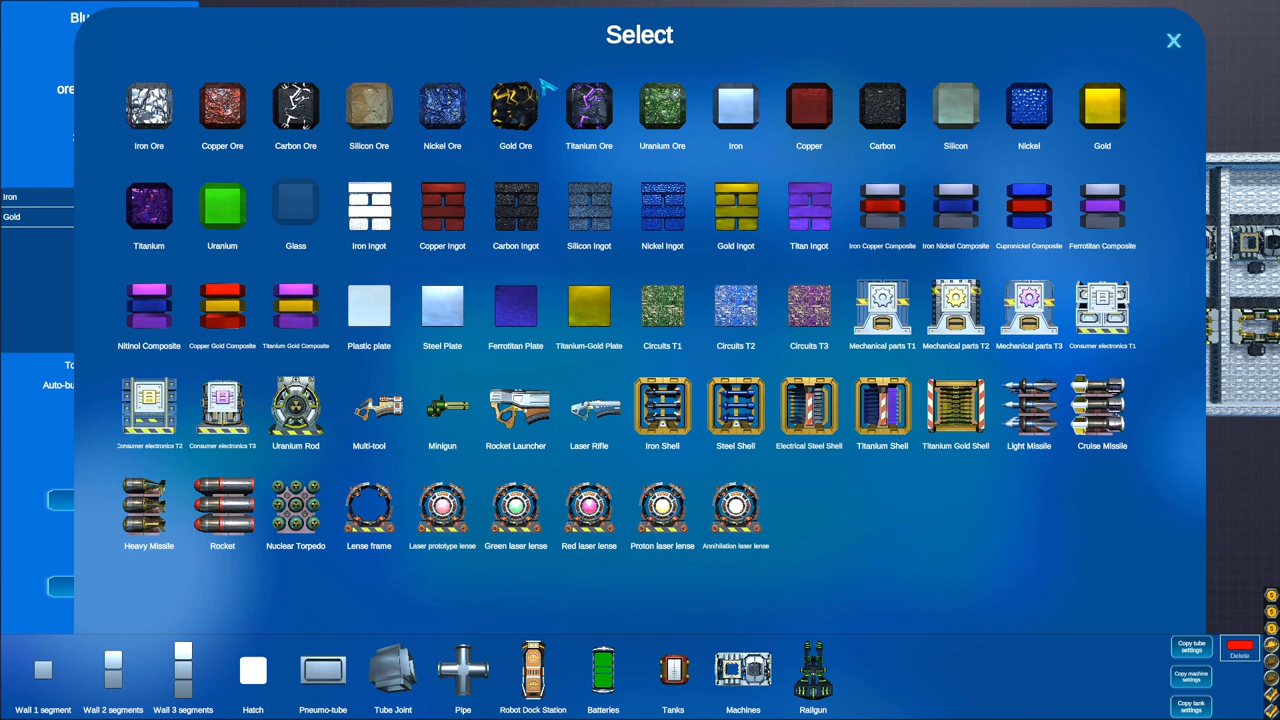 Blu
Select
X
ore
Iron Ore
Copper Ore
Carbon Ore
Silicon Ore
Nickel Ore
Gold Ore
Titanium Ore
Uranium Ore
Iron
Copper
Carbon
Silicon
Nickel
Gold
Iron
Gold
Titanium
Uranium
Glass
Iron Ingot
Copper Ingot
Carbon Ingot
Silicon Ingot
Nickel Ingot
Gold Ingot
Titan Ingot
Iron Copper Composite
Iron Nickel Composite
Cupronickel Composite
Ferrotitan Composite
Nitinol Composite
Copper Gold Composite
Titanium Gold Composite
Plastic plate
Steel Plate
Ferrotitan Plate
Titanium-Gold Plate
Circuits T1
Circuits T2
Circuits T3
Mechanical parts T1
Mechanical parts T2
Mechanical parts T3
Consumer electronics T1
To
Auto-bu
Consumer electronics T2
Consumer electronics T3
Uranium Rod
Multi-tool
Minigun
Rocket Launcher
Laser Rifle
Iron Shell
Steel Shell
Electrical Steel Shell
Titanium Shell
Titanium Gold Shell
Light Missile
Cruise Missile
Heavy Missile
Rocket
Nuclear Torpedo
Lense frame
Laser prototype lense
Green laser lense
Red laser lense
Proton laser lense
Annihilation laser lense
Wall 1 segment
Wall 2 segments
Wall 3 segments
Hatch
Pneumo-tube
Tube Joint
Pipe
Robot Dock Station
Batteries
Tanks
Machines
Railgun
Copy tube
settings
Copy machine
settings
Copy tank
settings
Delete